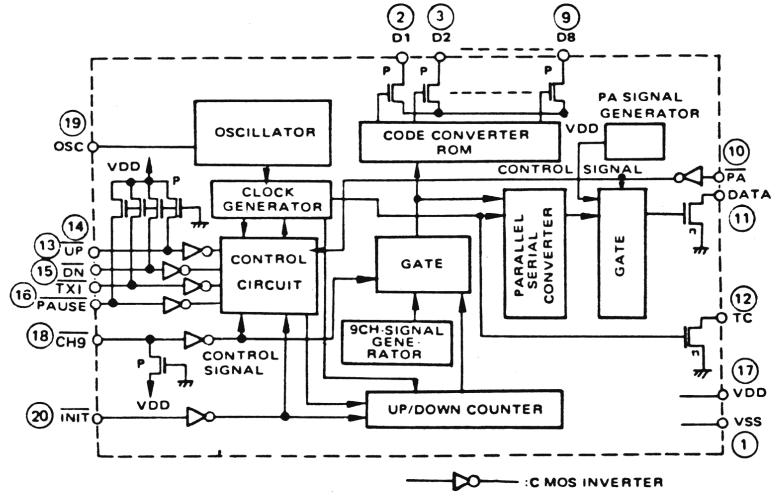 2 3 9
D1 D2 D8
P P P
19
OSC
OSCILLATOR
CODE CONVERTER
ROM
PA SIGNAL
GENERATOR
VDD
10
PA
CONTROL SIGNAL
VDD
P
CLOCK
GENERATOR
DATA
11
n
14
13 UP
15 DN
TXI
16 PAUSE
CONTROL
CIRCUIT
GATE
PARALLEL
SERIAL
CONVERTER
GATE
12
TC
n
18 CH9
CONTROL
SIGNAL
9CH-SIGNAL
GENE-
RATOR
P
VDD
17
VDD
20 INIT
UP/DOWN COUNTER
VSS
1
:C MOS INVERTER